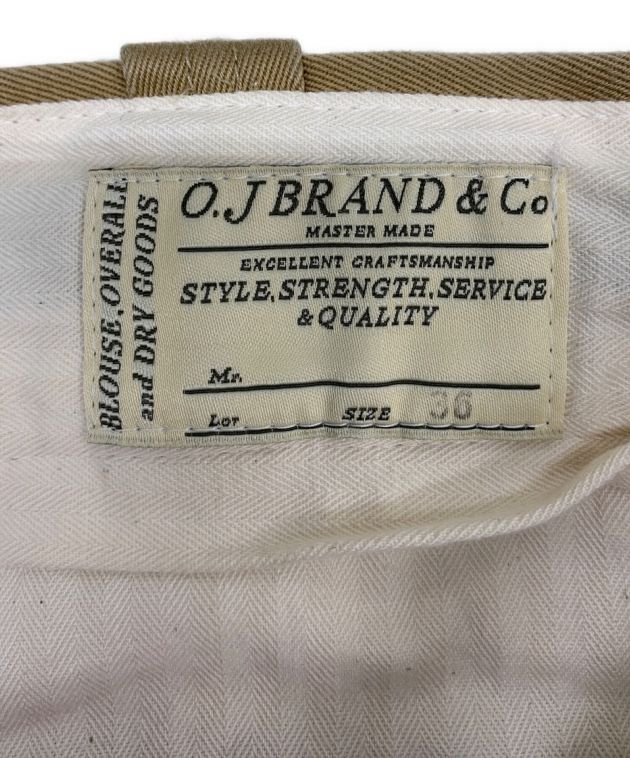 BLOUSE, OVERALL
and DRY GOODS
O.J BRAND & Co
MASTER MADE
EXCELLENT CRAFTSMANSHIP
STYLE, STRENGTH, SERVICE
& QUALITY
Mr.
Lot SIZE 36